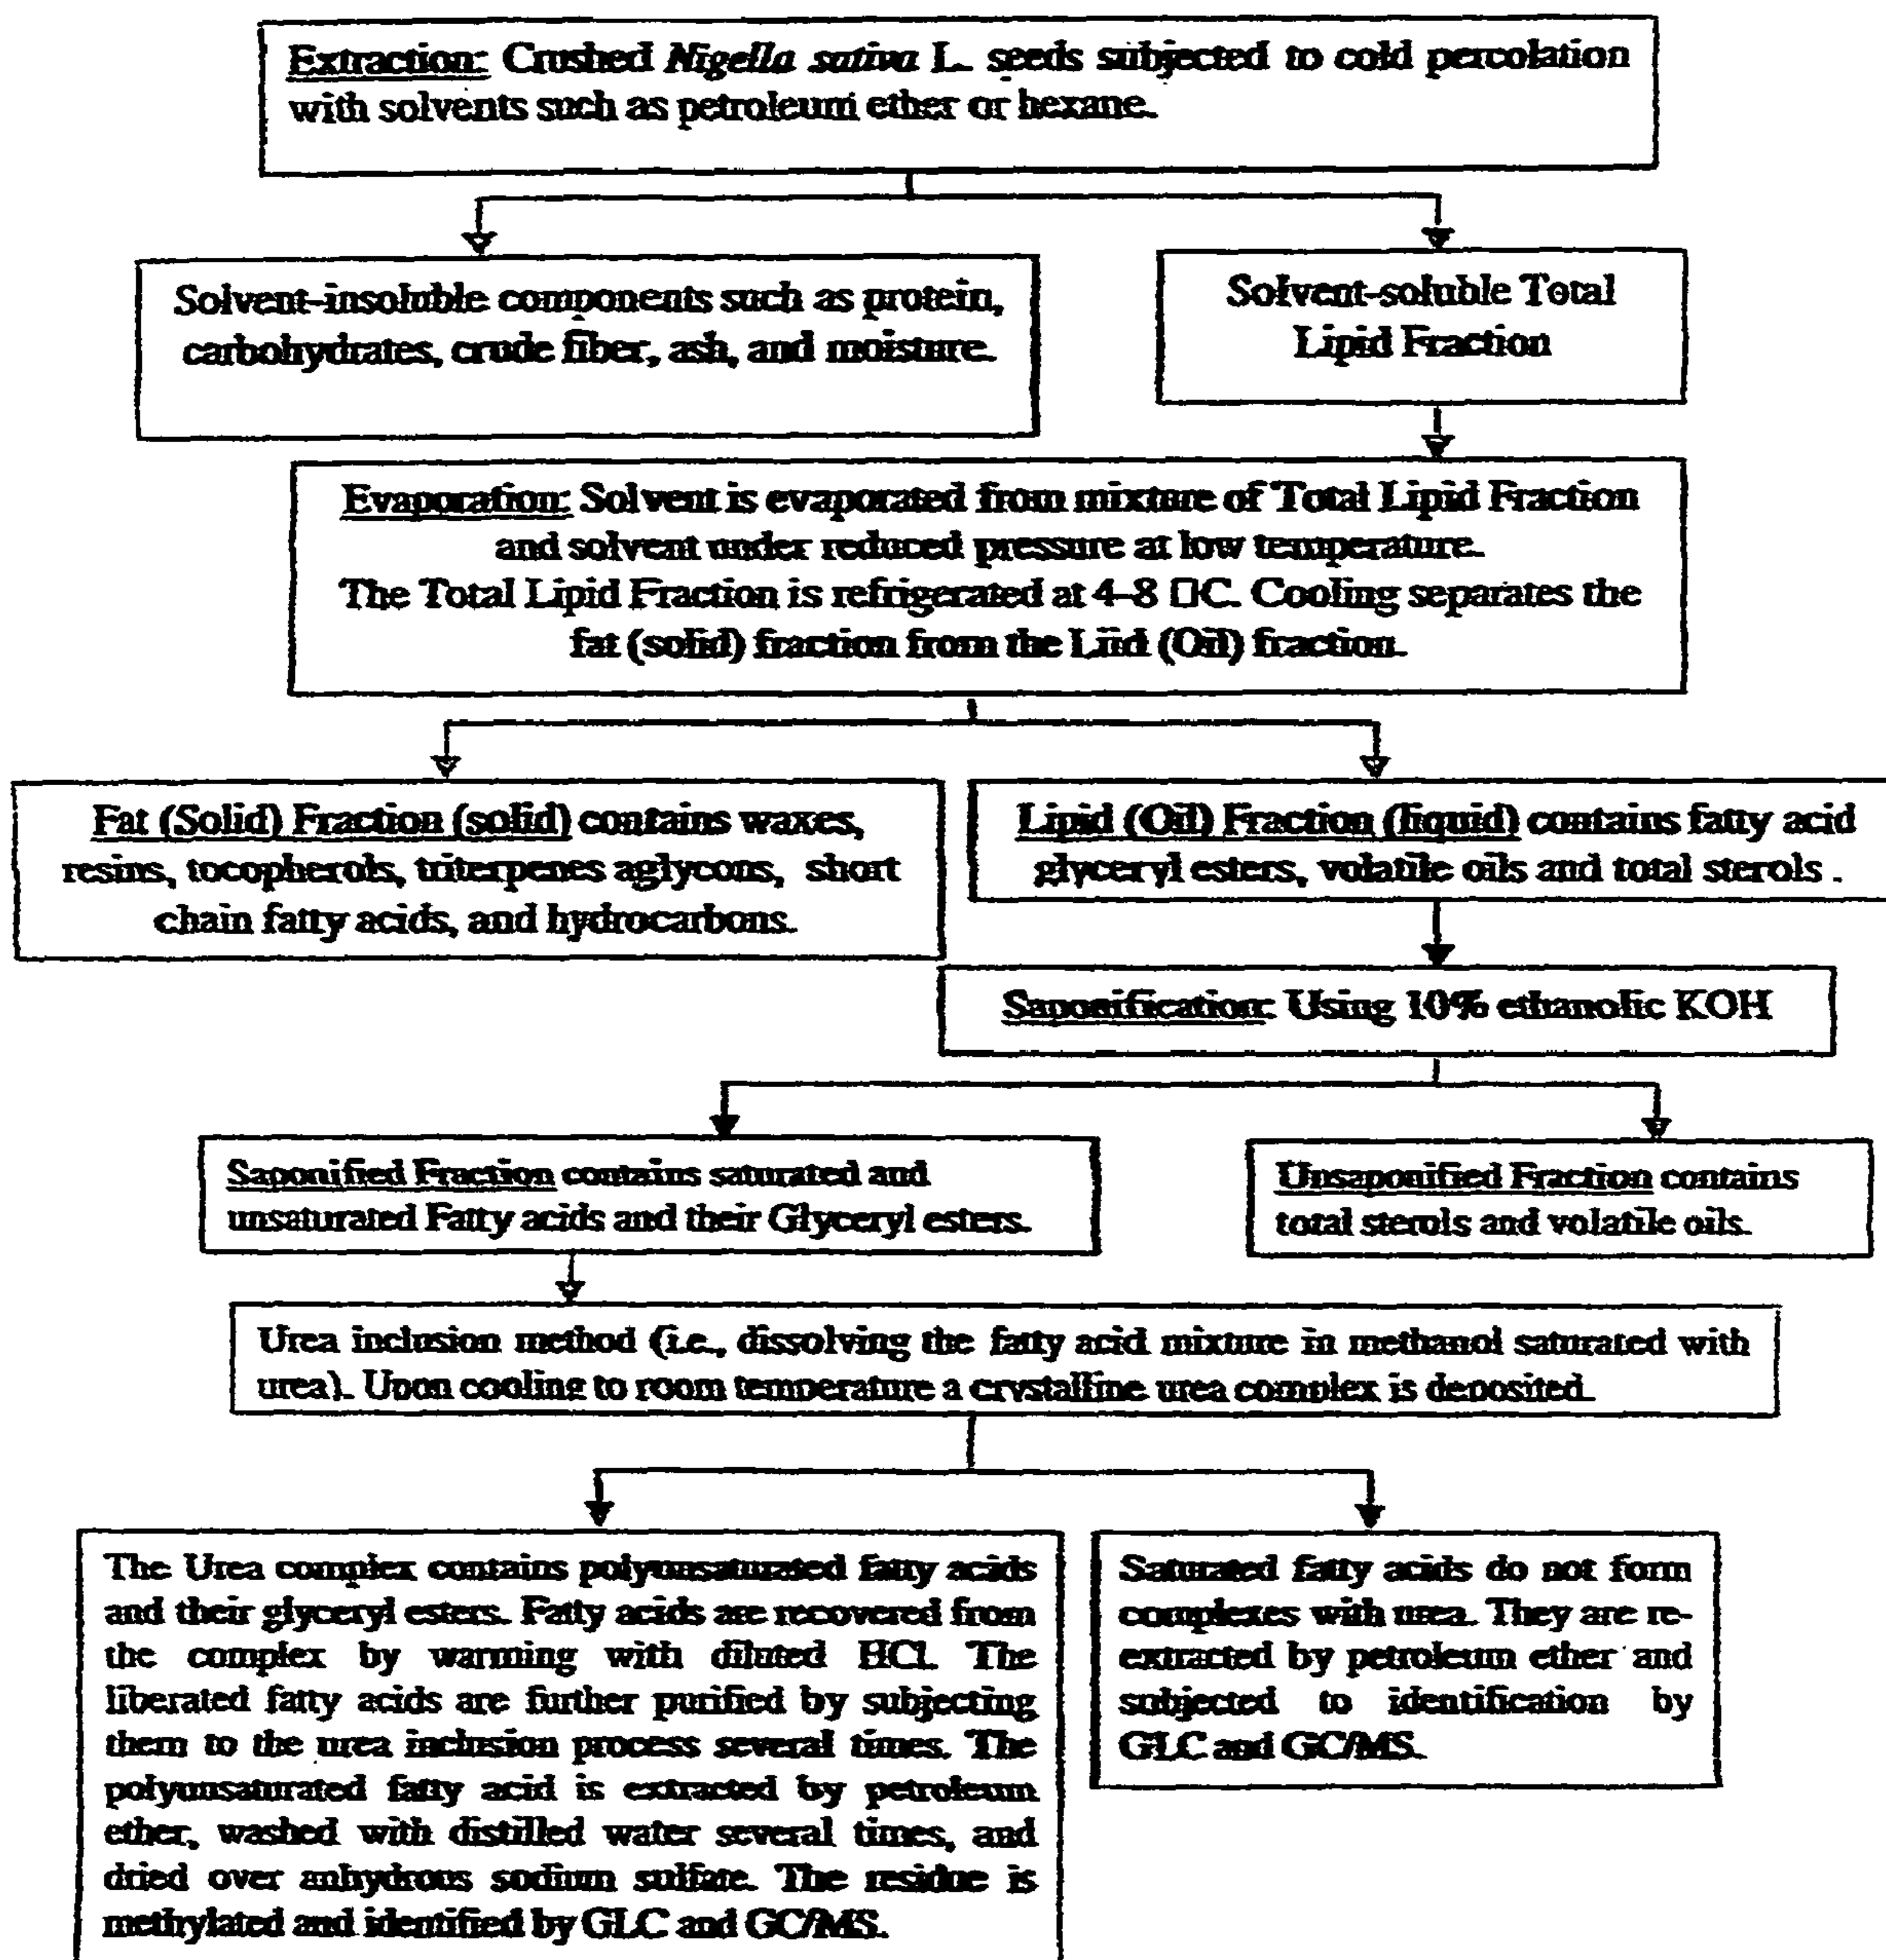 Extraction: Crushed Nigella sativa L. seeds subjected to cold percolation
with solvents such as petroleum ether or hexane.
Solvent-insoluble components such as protein,
carbohydrates, crude fiber, ash, and moisture.
Solvent-soluble Total
Lipid Fraction
Evaporation: Solvent is evaporated from mixture of Total Lipid Fraction
and solvent under reduced pressure at low temperature.
The Total Lipid Fraction is refrigerated at 4-8 □C. Cooling separates the
fat (solid) fraction from the Liid (Oil) fraction.
Fat (Solid) Fraction (solid) contains waxes,
resins, tocopherols, triterpenes aglycons, short
chain fatty acids, and hydrocarbons.
Lipid (Oil) Fraction (liquid) contains fatty acid
glyceryl esters, volatile oils and total sterols .
Saponification: Using 10% ethanolic KOH
Saponified Fraction contains saturated and
unsaturated Fatty acids and their Glyceryl esters.
Unsaponified Fraction contains
total sterols and volatile oils.
Urea inclusion method (i.e., dissolving the fatty acid mixture in methanol saturated with
urea). Upon cooling to room temperature a crystalline urea complex is deposited.
The Urea complex contains polyunsaturated fatty acids
and their glyceryl esters. Fatty acids are recovered from
the complex by warming with diluted HCl. The
liberated fatty acids are further purified by subjecting
them to the urea inclusion process several times. The
polyunsaturated fatty acid is extracted by petroleum
ether, washed with distilled water several times, and
dried over anhydrous sodium sulfate. The residue is
methylated and identified by GLC and GC/MS.
Saturated fatty acids do not form
complexes with urea. They are re-
extracted by petroleum ether and
subjected to identification by
GLC and GC/MS.